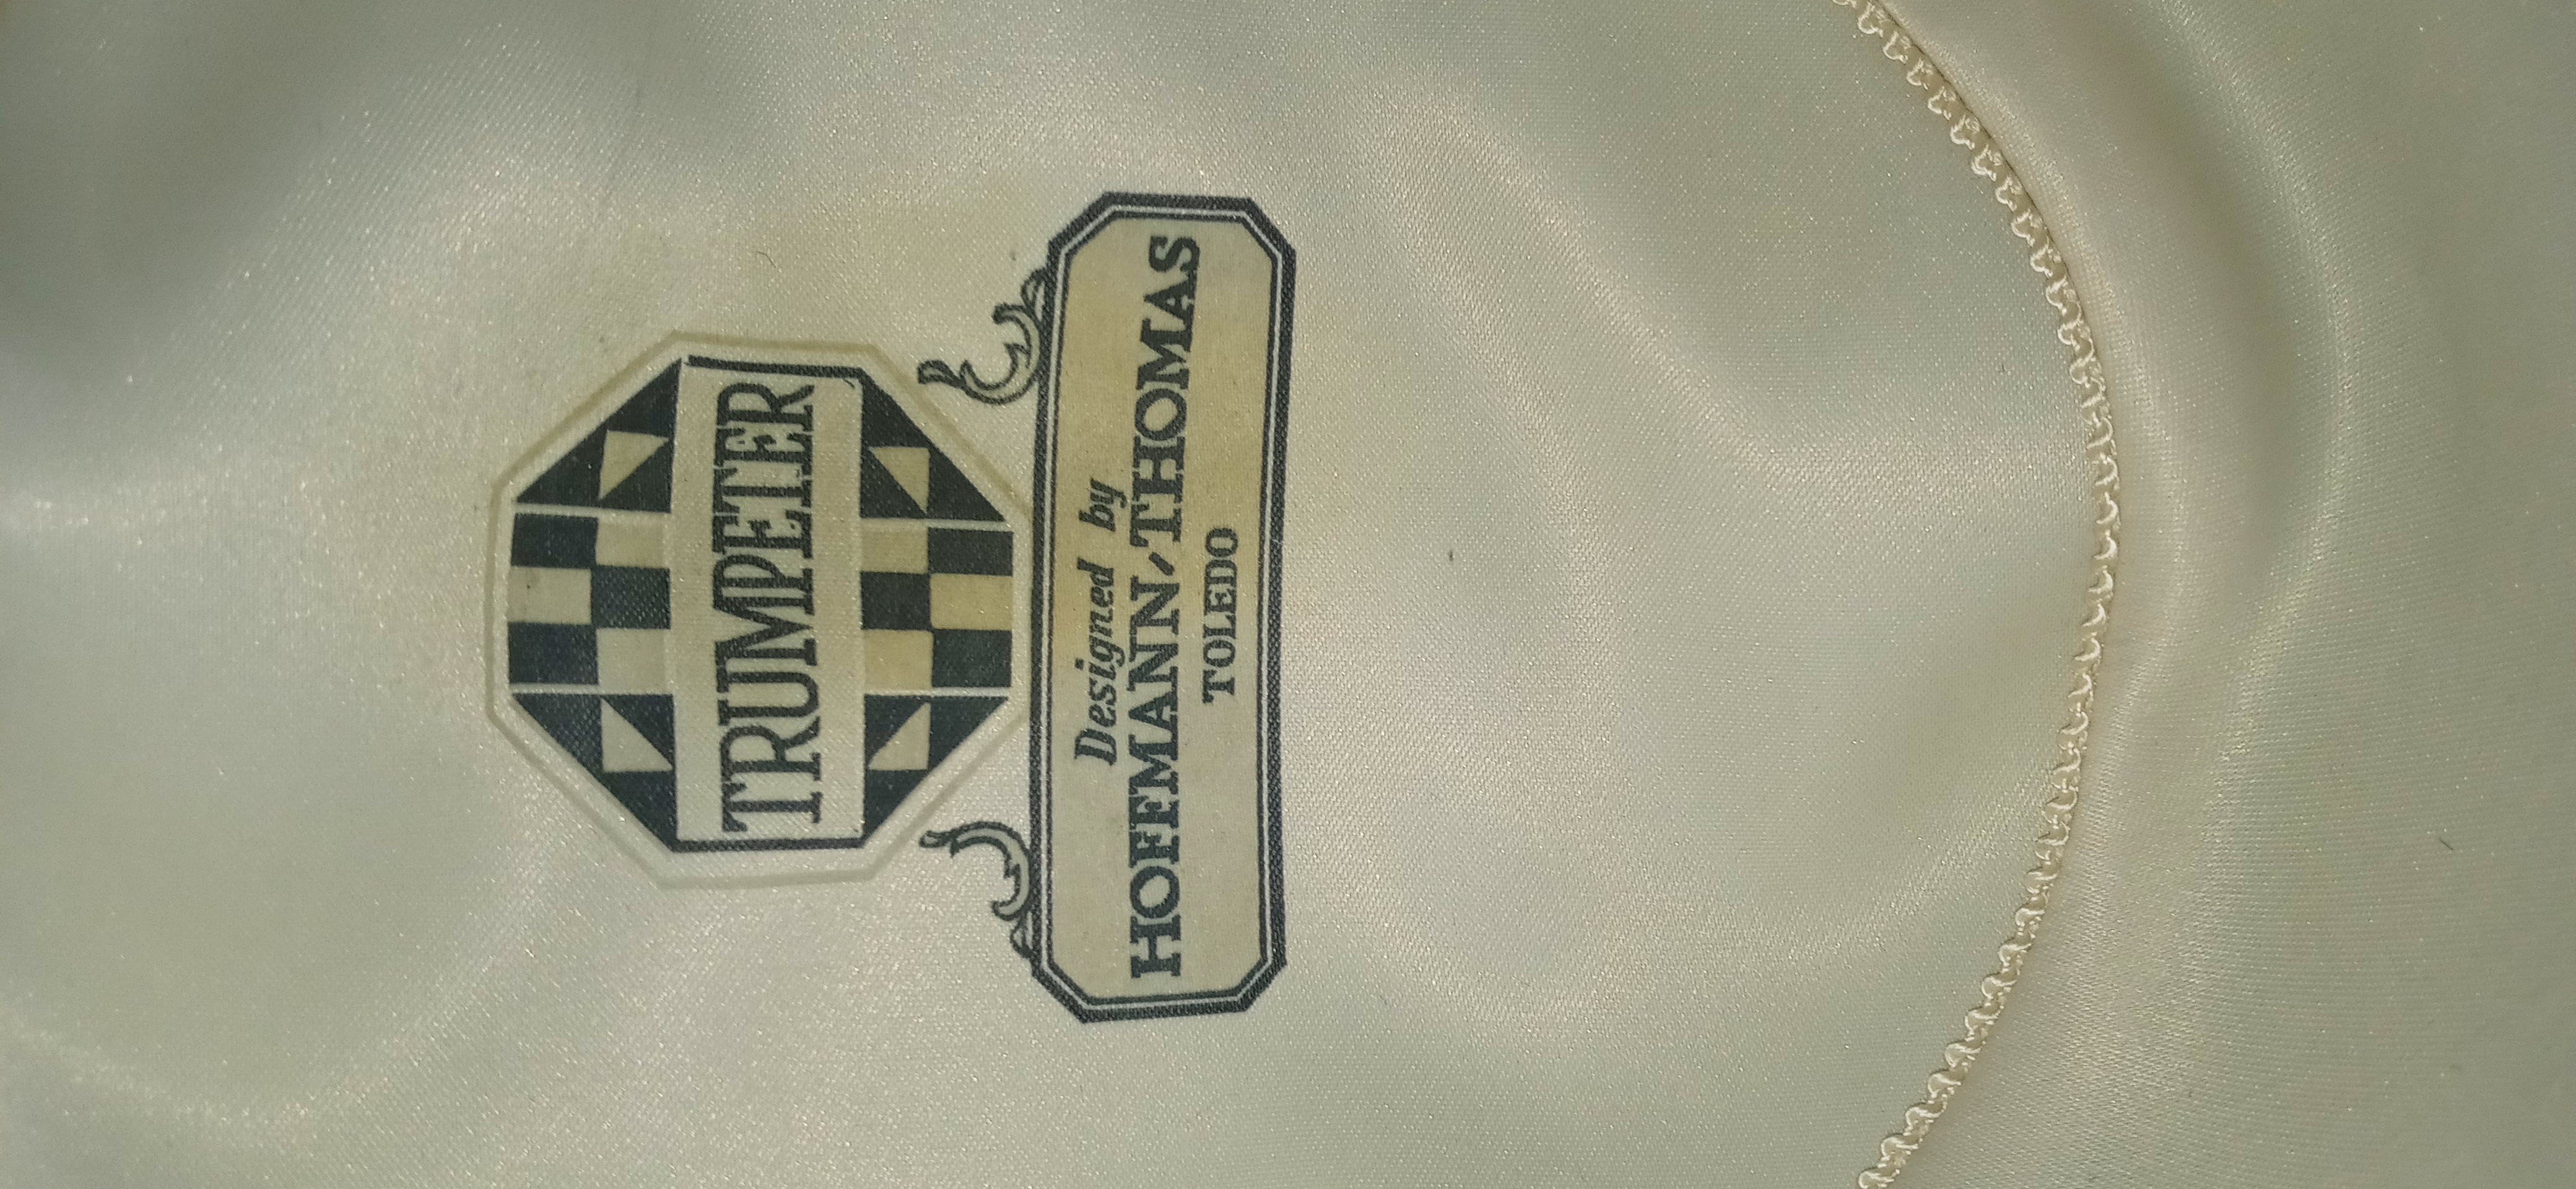 TRUMPETER
Designed by
HOFFMANN-THOMAS
TOLEDO